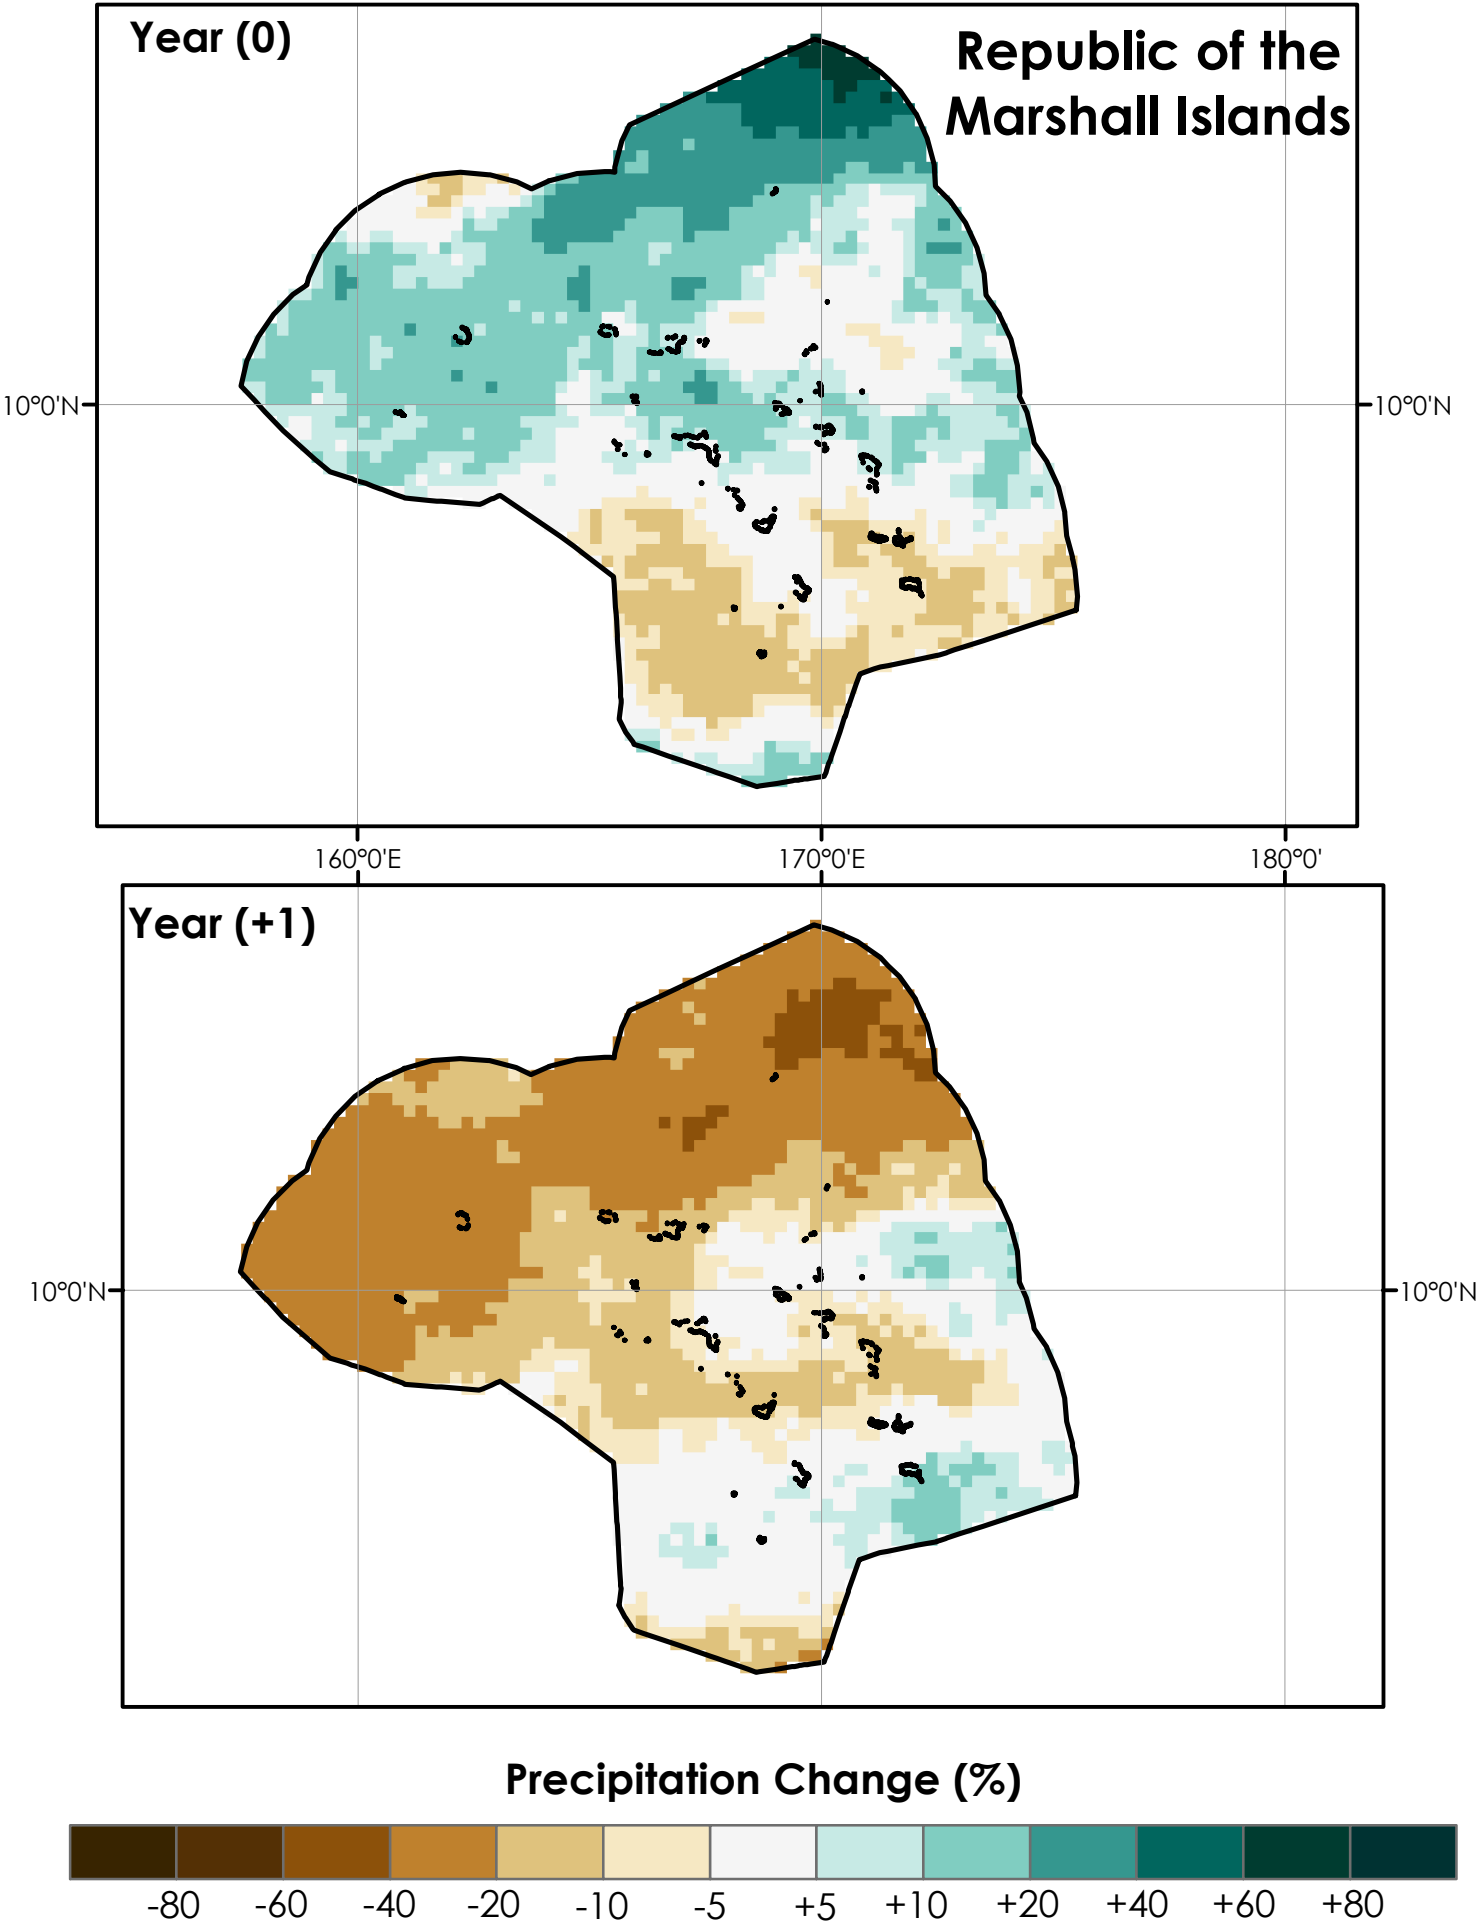 Year (0)
Republic of the
Marshall Islands
10°0'N
10°0'N
160°0'E
170°0'E
180°0'
Year (+1)
10°0'N
10°0'N
Precipitation Change (%)
-80
-60
-40
-20
-10
-5
+5
+10
+20
+40
+60
+80